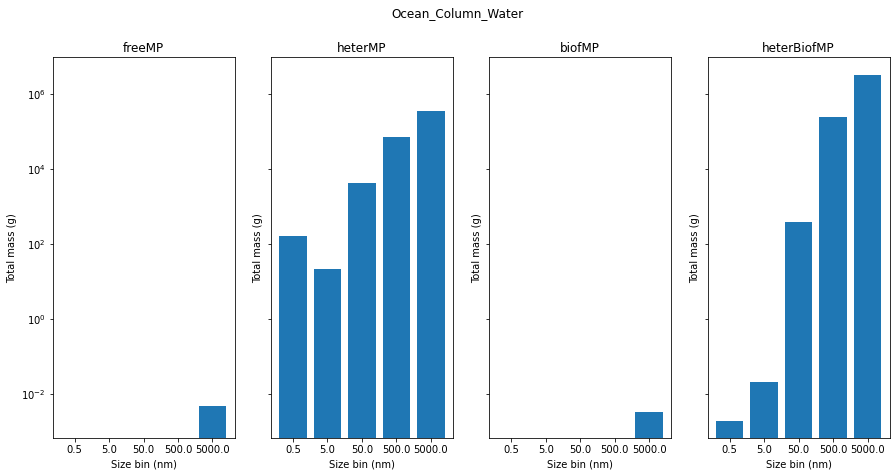 Ocean_Column_Water
freeMP
heterMP
biofMP
heterBiofMP
Total mass (g)
10^6
10^4
10^2
10^0
10^-2
0.5 5.0 50.0 500.0 5000.0
Size bin (nm)
Total mass (g)
0.5 5.0 50.0 500.0 5000.0
Size bin (nm)
Total mass (g)
0.5 5.0 50.0 500.0 5000.0
Size bin (nm)
Total mass (g)
0.5 5.0 50.0 500.0 5000.0
Size bin (nm)